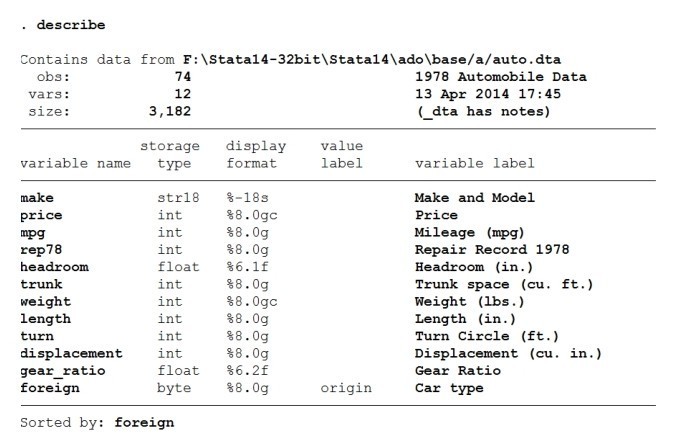 . describe
Contains data from F:\Stata14-32bit\Stata14\ado\base/a/auto.dta
obs: 74 1978 Automobile Data
vars: 12 13 Apr 2014 17:45
size: 3,182 (_dta has notes)
storage display value
variable name type format label variable label
make str18 %-18s Make and Model
price int %8.0gc Price
mpg int %8.0g Mileage (mpg)
rep78 int %8.0g Repair Record 1978
headroom float %6.1f Headroom (in.)
trunk int %8.0g Trunk space (cu. ft.)
weight int %8.0gc Weight (lbs.)
length int %8.0g Length (in.)
turn int %8.0g Turn Circle (ft.)
displacement int %8.0g Displacement (cu. in.)
gear_ratio float %6.2f Gear Ratio
foreign byte %8.0g origin Car type
Sorted by: foreign